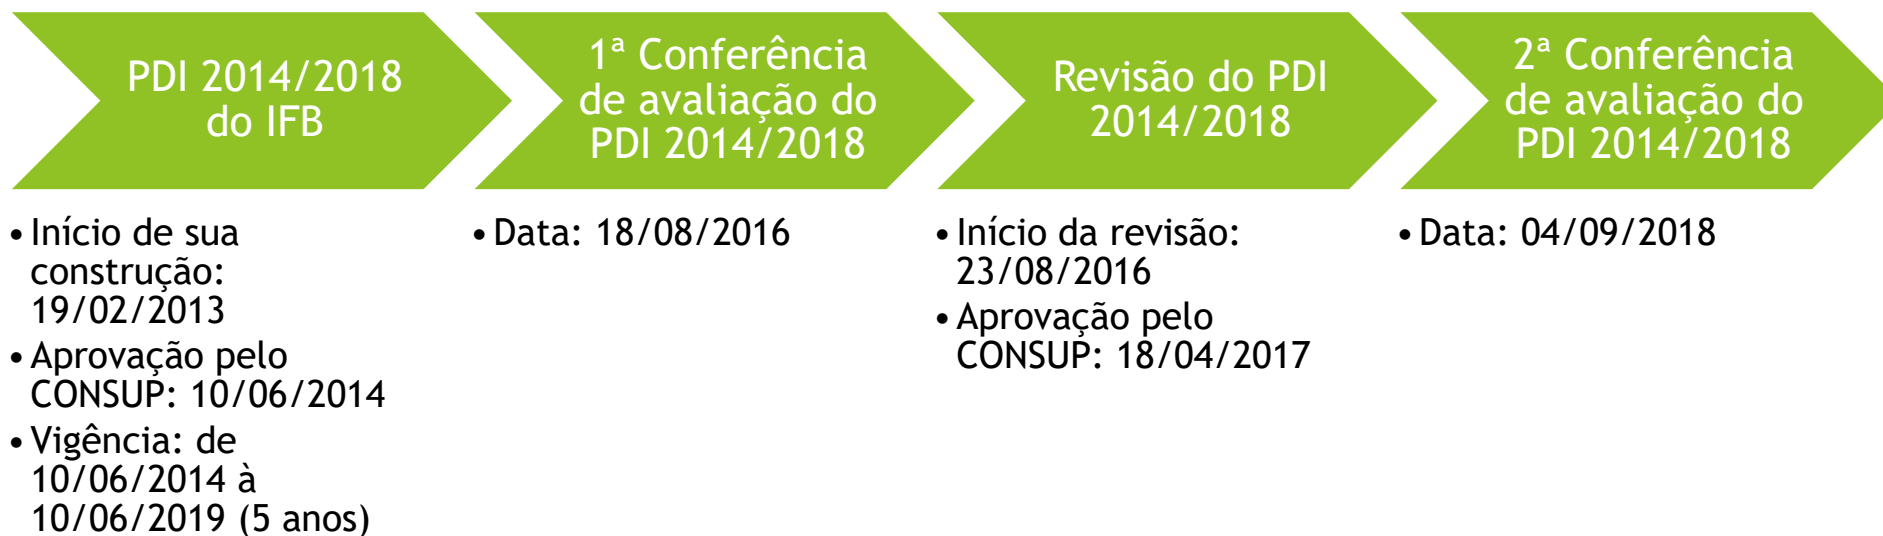 PDI 2014/2018
do IFB
• Início de sua
construção:
19/02/2013
• Aprovação pelo
CONSUP: 10/06/2014
• Vigência: de
10/06/2014 à
10/06/2019 (5 anos)
1ª Conferência
de avaliação do
PDI 2014/2018
• Data: 18/08/2016
Revisão do PDI
2014/2018
• Início da revisão:
23/08/2016
• Aprovação pelo
CONSUP: 18/04/2017
2ª Conferência
de avaliação do
PDI 2014/2018
• Data: 04/09/2018